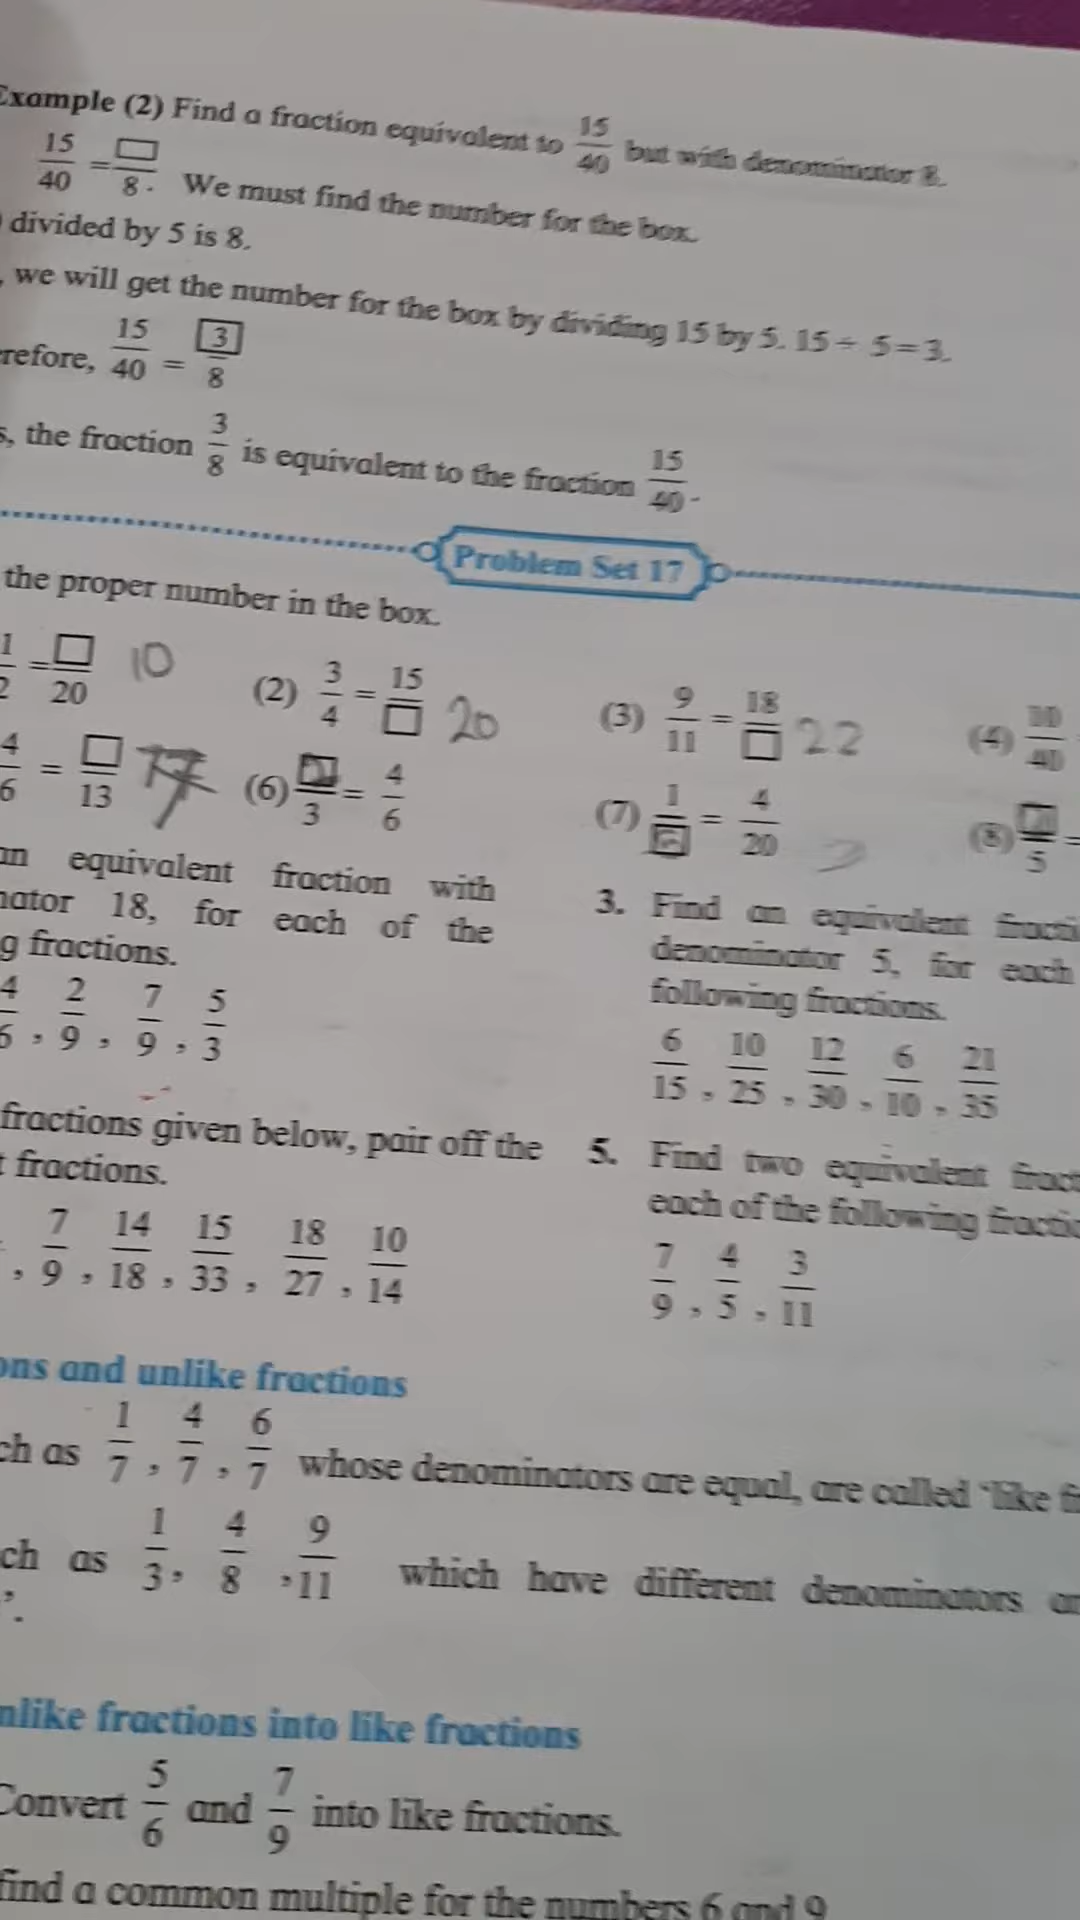 Example (2) Find a fraction equivalent to 15/40 but with denominator 8.
15/40 = □/8. We must find the number for the box.
divided by 5 is 8.
, we will get the number for the box by dividing 15 by 5. 15 ÷ 5 = 3.
refore, 15/40 = 3/8
s, the fraction 3/8 is equivalent to the fraction 15/40.
Problem Set 17
the proper number in the box.
1/2 = □/20 10 (2) 3/4 = 15/□ 20 (3) 9/11 = 18/□ 22 (4) 10/40
4/6 = □/13 (6) □/3 = 4/6 (7) 1/□ = 4/20 (8) □/5 =
an equivalent fraction with
nator 18, for each of the
g fractions.
4/6, 2/9, 7/9, 5/3
3. Find an equivalent fracti
denominator 5, for each
following fractions.
6/15, 10/25, 12/30, 6/10, 21/35
fractions given below, pair off the
t fractions.
, 7/9, 14/18, 15/33, 18/27, 10/14
5. Find two equivalent fract
each of the following fractio
7/9, 4/5, 3/11
ons and unlike fractions
ch as 1/7, 4/7, 6/7 whose denominators are equal, are called 'like f
ch as 1/3, 4/8, 9/11 which have different denominators ar
'.
nlike fractions into like fractions
Convert 5/6 and 7/9 into like fractions.
find a common multiple for the numbers 6 and 9